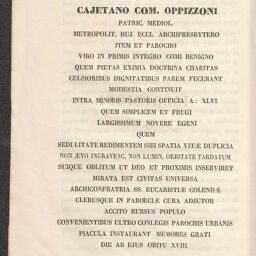 CAJETANO COM. OPPIZZONI
PATRIC. MEDIOL.
METROPOLIT. HUJ. ECCL. ARCHIPRESBYTERO
ITEM ET PAROCHO
VIRO IN PRIMIS INTEGRO COMI BENIGNO
QUEM PIETAS EXIMIA DOCTRINA CHARITAS
CELSIORIBUS DIGNITATIBUS PAREM FECERANT
MODESTIA CONTINUIT
INTRA MINORIS PASTORIS OFFICIA A: XLVI.
QUEM SIMPLICEM ET FRUGI
LARGISSIMUM NOVERE EGENI
QUEM
SEDULITATE REDIMENTEM SIBI SPATIA VITÆ DUPLICIA
NON ÆVO INGRAVESC. NON LUMIN. ORBITATE TARDATUM
SUIQUE OBLITUM UT DEO ET PROXIMIS INSERVIRET
MIRATA EST CIVITAS UNIVERSA
ARCHICONFRATRIA SS. EUCARISTIÆ COLENDÆ
CLERUSQUE IN PAROECIÆ CURA ADJUTOR
ACCITO RURSUS POPULO
CONVENIENTIBUS ULTRO CONLEGIS PAROCHIS URBANIS
PIACULA INSTAURANT MEMORES GRATI
DIE AB EJUS OBITU XVIII.